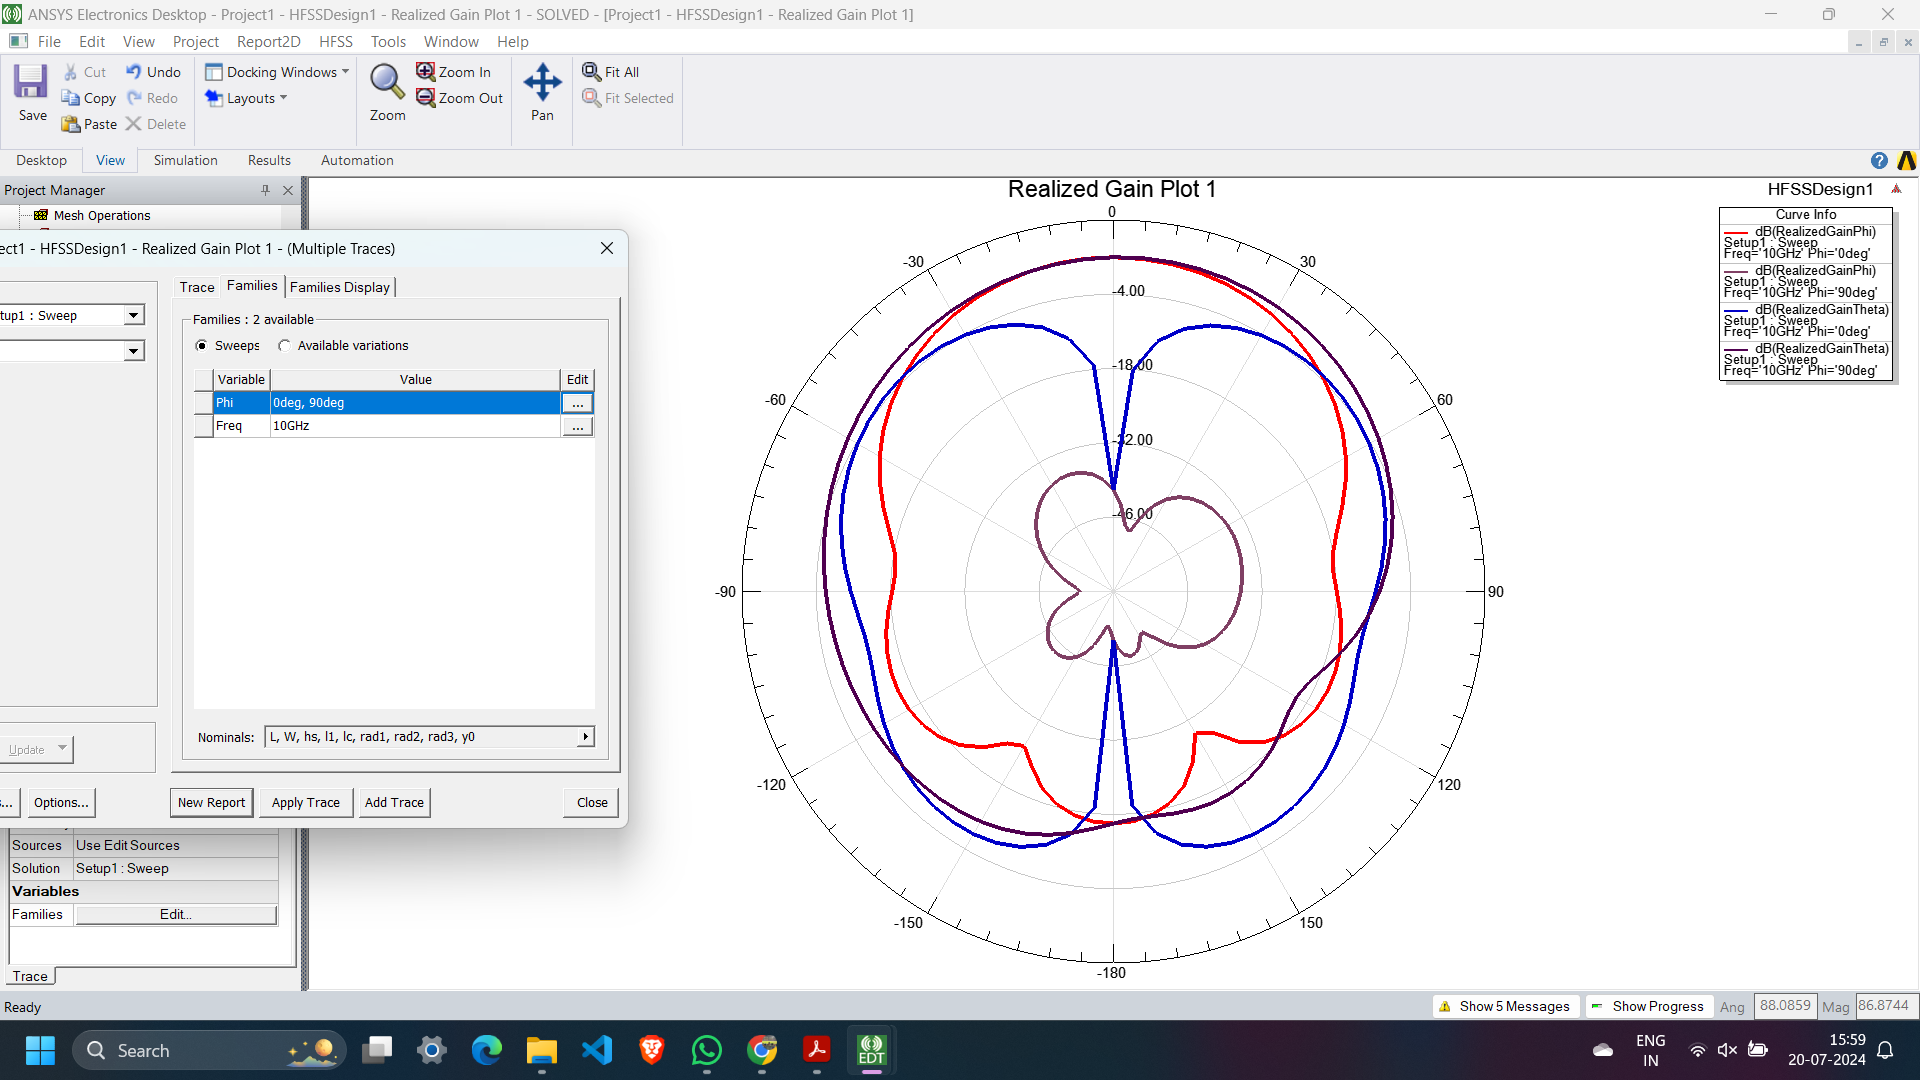 ANSYS Electronics Desktop - Project1 - HFSSDesign1 - Realized Gain Plot 1 - SOLVED - [Project1 - HFSSDesign1 - Realized Gain Plot 1]
File Edit View Project Report2D HFSS Tools Window Help
Save
Cut
Copy
Paste
Undo
Redo
Delete
Docking Windows
Layouts
Zoom
Zoom In
Zoom Out
Pan
Fit All
Fit Selected
Desktop View Simulation Results Automation
Project Manager
Mesh Operations
ect1 - HFSSDesign1 - Realized Gain Plot 1 - (Multiple Traces)
Trace Families Families Display
tup1 : Sweep
Families : 2 available
Sweeps Available variations
Variable Value Edit
Phi 0deg, 90deg ...
Freq 10GHz ...
Nominals: L, W, hs, l1, lc, rad1, rad2, rad3, y0
Update
s... Options... New Report Apply Trace Add Trace Close
Sources Use Edit Sources
Solution Setup1 : Sweep
Variables
Families Edit...
Trace
Realized Gain Plot 1
HFSSDesign1
Curve Info
dB(RealizedGainPhi)
Setup1 : Sweep
Freq='10GHz' Phi='0deg'
dB(RealizedGainPhi)
Setup1 : Sweep
Freq='10GHz' Phi='90deg'
dB(RealizedGainTheta)
Setup1 : Sweep
Freq='10GHz' Phi='0deg'
dB(RealizedGainTheta)
Setup1 : Sweep
Freq='10GHz' Phi='90deg'
0
-30 30
-4.00
-18.00
-60 60
-32.00
-46.00
-90 90
-120 120
-150 150
-180
Ready
Show 5 Messages Show Progress Ang 88.0859 Mag 86.8744
Search
EDT
ENG
IN
15:59
20-07-2024